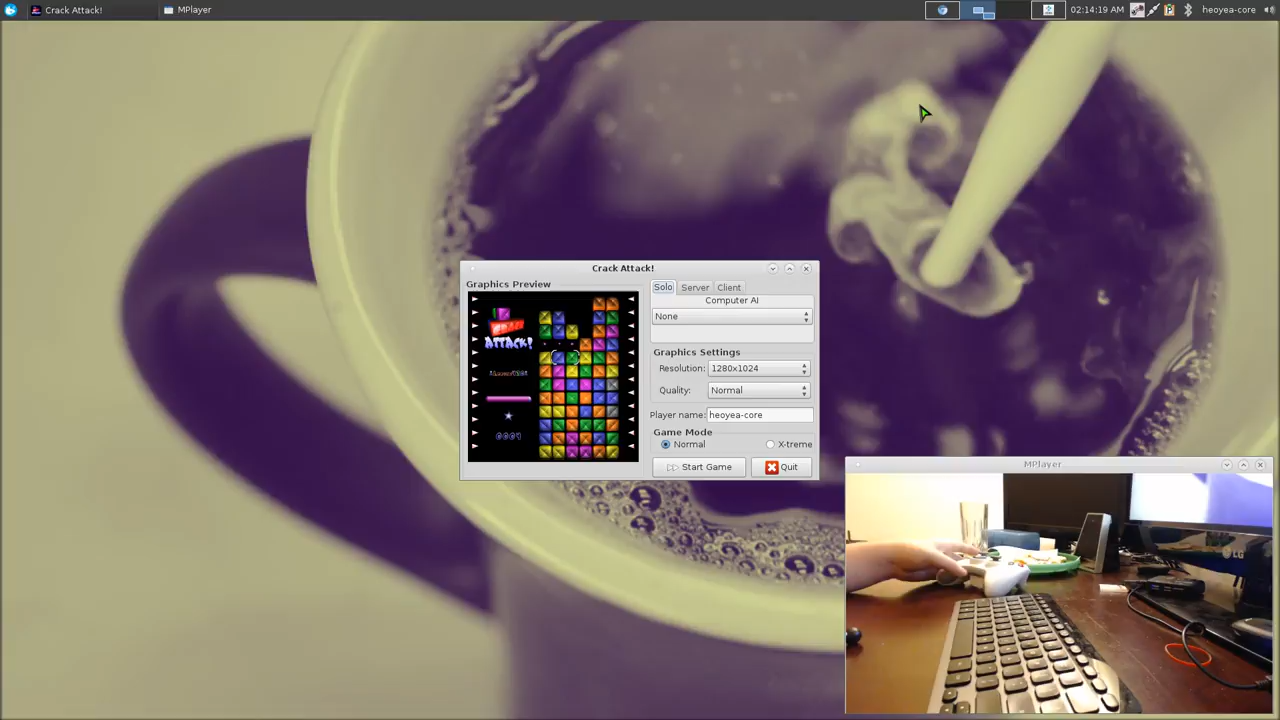 Crack Attack!
MPlayer
02:14:19 AM
heoyea-core
Crack Attack!
Graphics Preview
ATTACK!
Solo
Server
Client
Computer AI
None
Graphics Settings
Resolution:
1280x1024
Quality:
Normal
Player name:
heoyea-core
Game Mode
Normal
X-treme
Start Game
Quit
MPlayer
LG